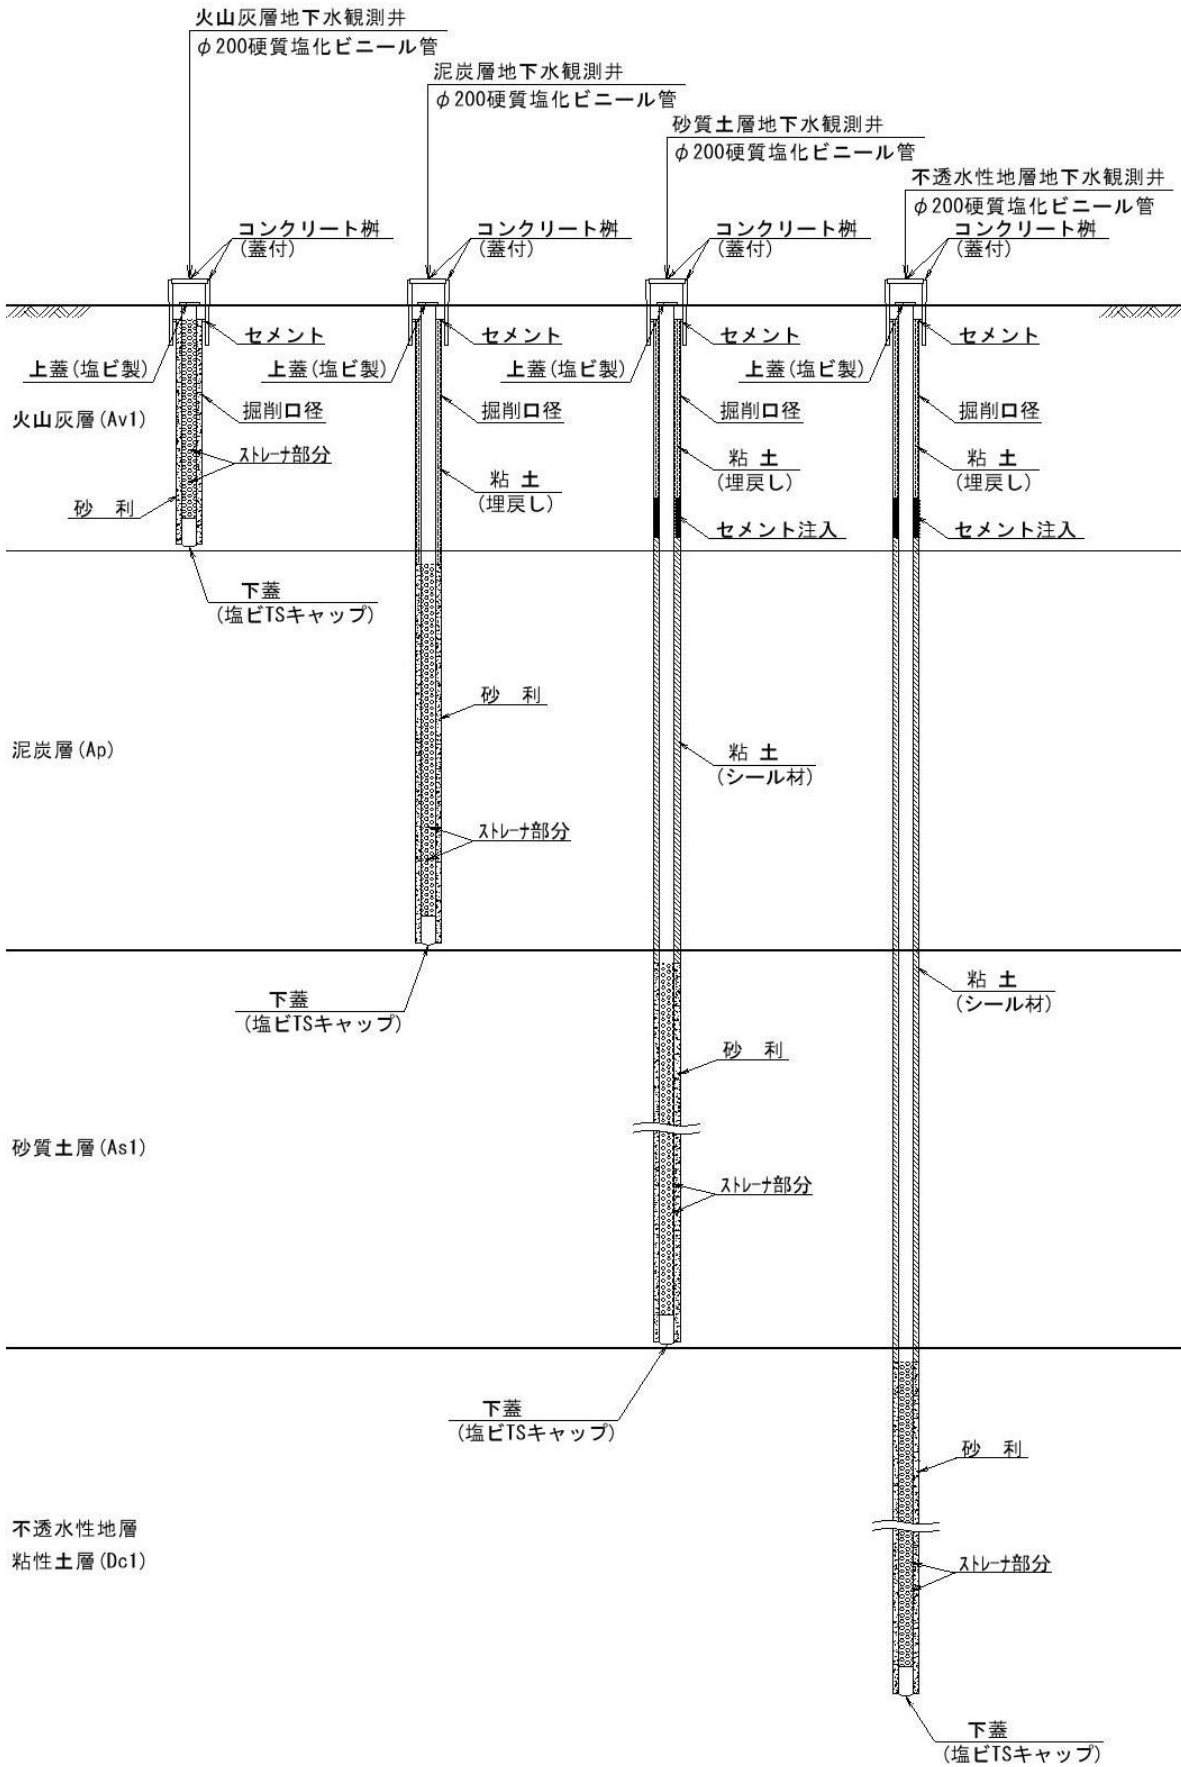 火山灰層地下水観測井
φ200硬質塩化ビニール管
泥炭層地下水観測井
φ200硬質塩化ビニール管
砂質土層地下水観測井
φ200硬質塩化ビニール管
不透水性地層地下水観測井
φ200硬質塩化ビニール管
コンクリート桝
(蓋付)
コンクリート桝
(蓋付)
コンクリート桝
(蓋付)
コンクリート桝
(蓋付)
セメント
セメント
セメント
セメント
上蓋(塩ビ製)
上蓋(塩ビ製)
上蓋(塩ビ製)
上蓋(塩ビ製)
火山灰層(Av1)
掘削口径
掘削口径
掘削口径
掘削口径
ストレーナ部分
粘 土
(埋戻し)
粘 土
(埋戻し)
粘 土
(埋戻し)
砂 利
セメント注入
セメント注入
下蓋
(塩ビTSキャップ)
砂 利
泥炭層(Ap)
粘 土
(シール材)
ストレーナ部分
下蓋
(塩ビTSキャップ)
粘 土
(シール材)
砂 利
砂質土層(As1)
ストレーナ部分
下蓋
(塩ビTSキャップ)
砂 利
不透水性地層
粘性土層(Dc1)
ストレーナ部分
下蓋
(塩ビTSキャップ)